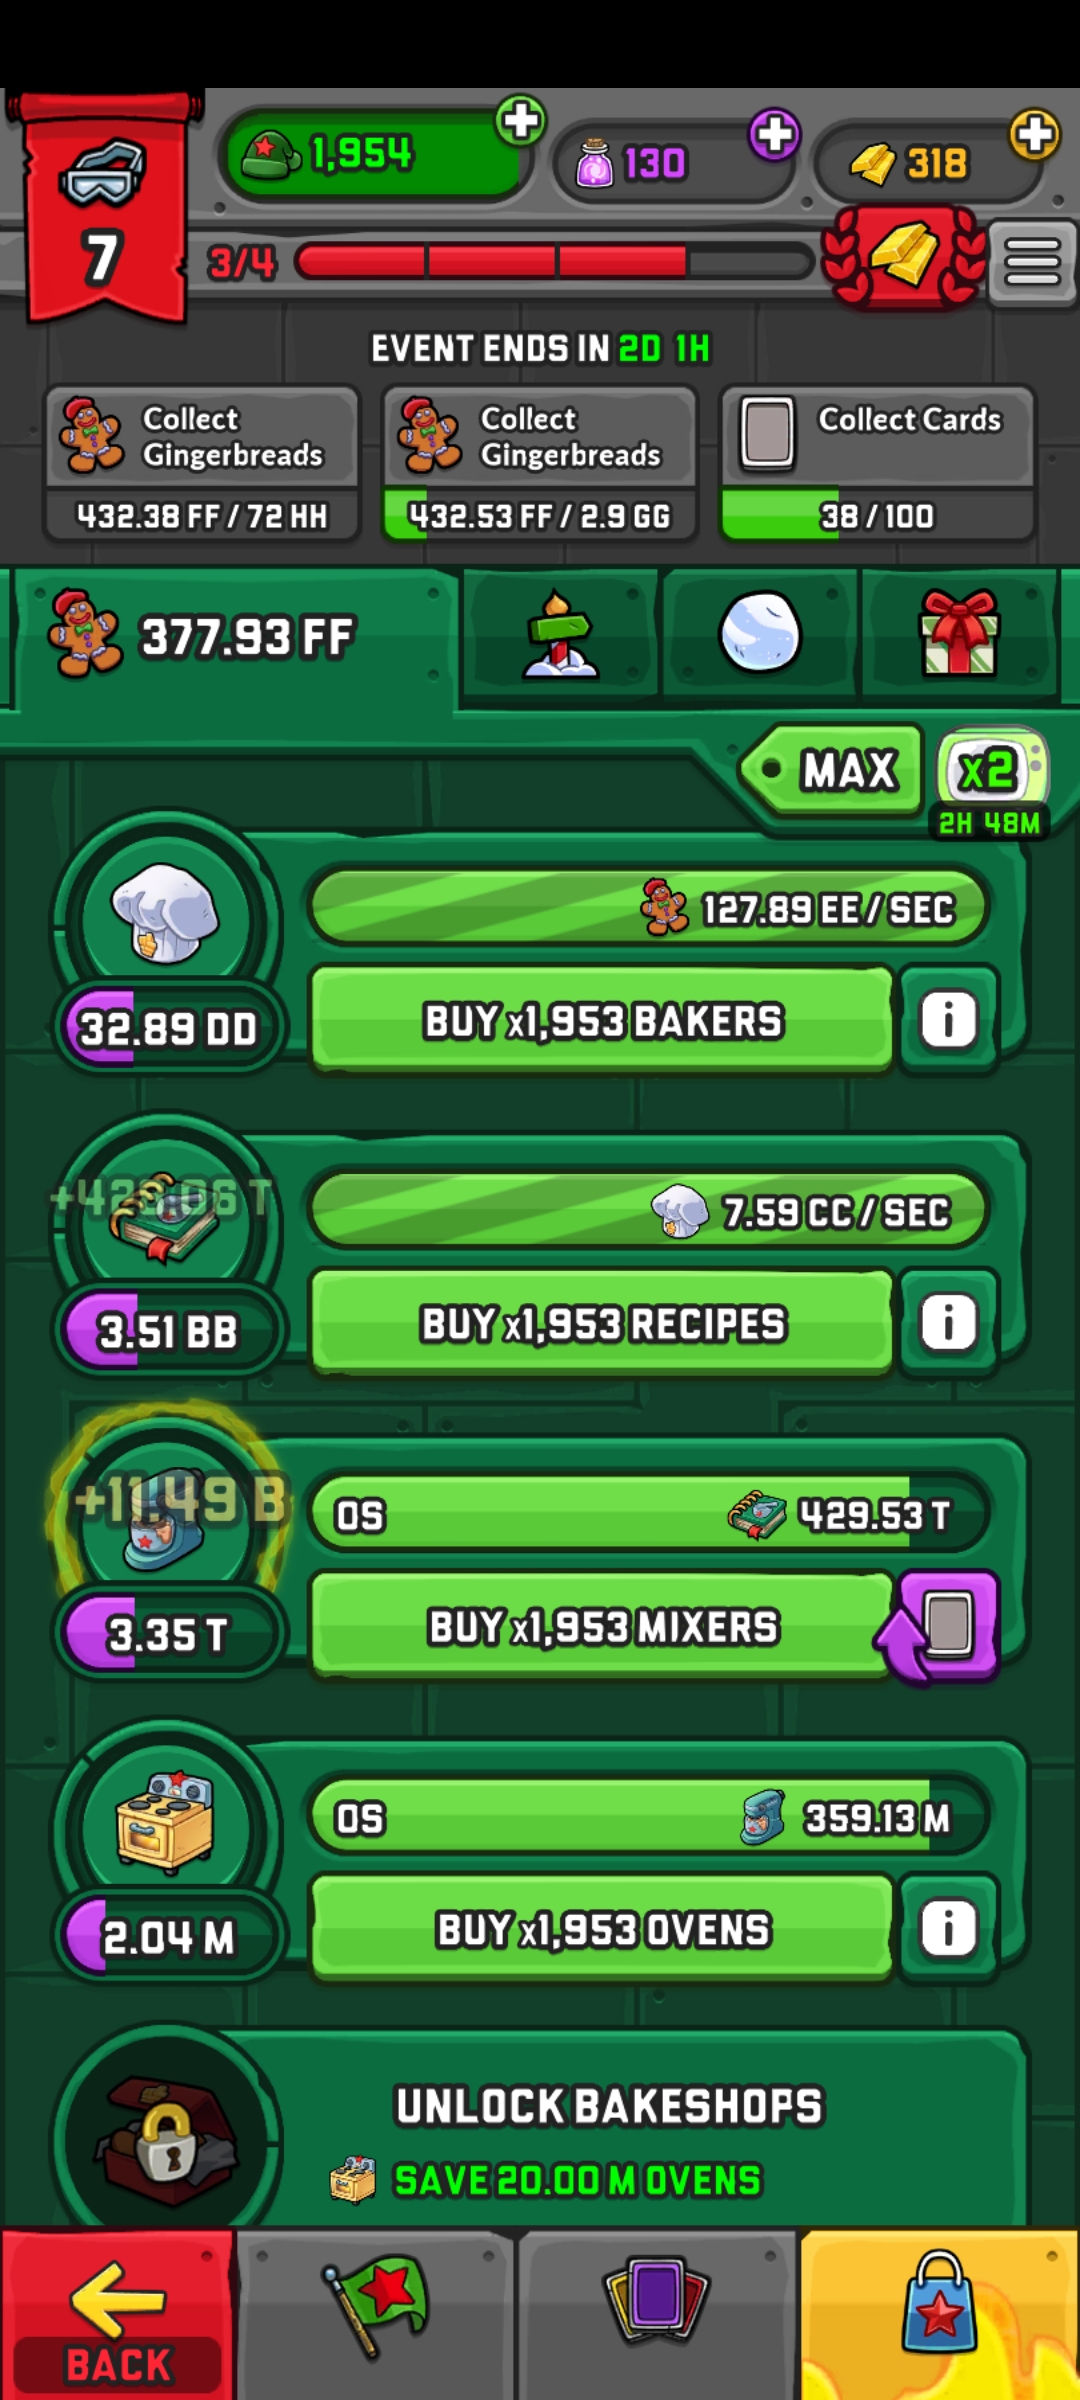 1,954
130
318
7
3/4
EVENT ENDS IN 2D 1H
Collect
Gingerbreads
432.38 FF / 72 HH
Collect
Gingerbreads
432.53 FF / 2.9 GG
Collect Cards
38 / 100
377.93 FF
MAX
x2
2H 48M
127.89 EE / SEC
32.89 DD
BUY x1,953 BAKERS
i
7.59 CC / SEC
3.51 BB
BUY x1,953 RECIPES
i
+11.49 B
0S
429.53 T
3.35 T
BUY x1,953 MIXERS
0S
359.13 M
2.04 M
BUY x1,953 OVENS
i
UNLOCK BAKESHOPS
SAVE 20.00 M OVENS
BACK